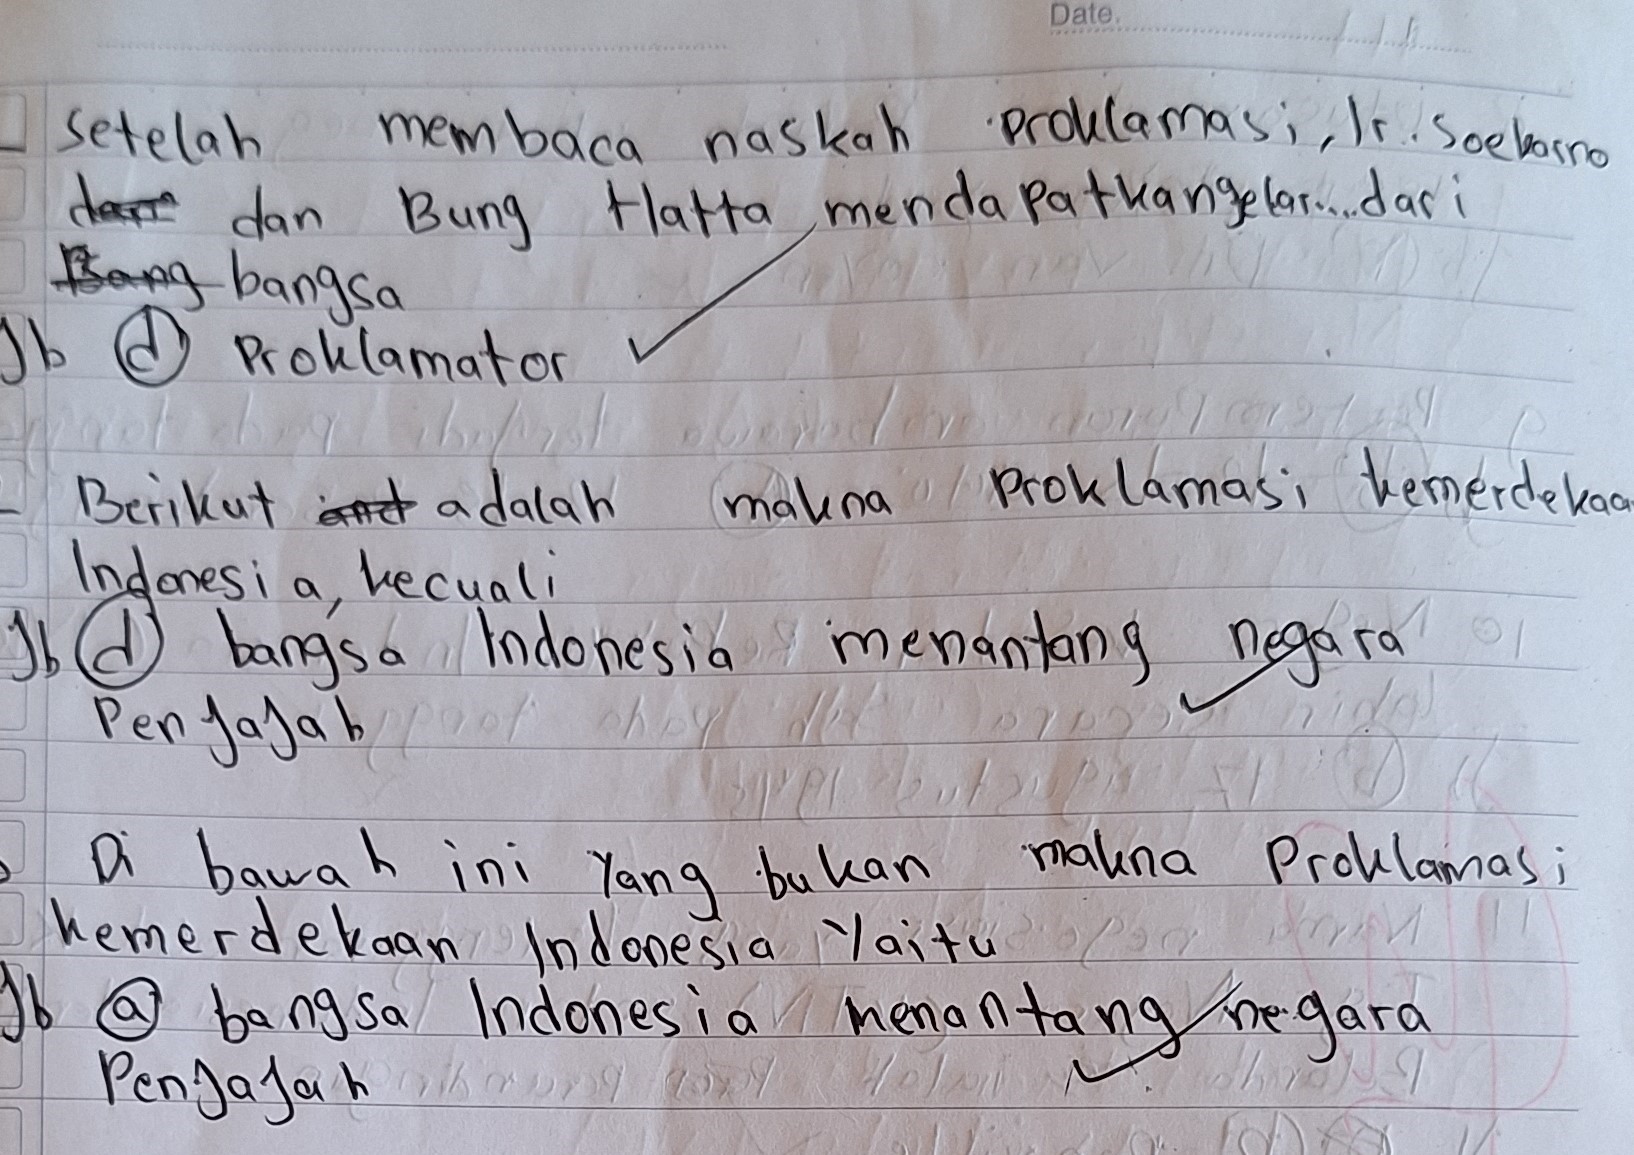 Date.
Setelah membaca naskah Proklamasi, Ir. Soekarno
dan Bung Hatta mendapatkan gelar.....dari
bangsa
Jb d Proklamator
Berikut adalah makna Proklamasi kemerdekaa
Indonesia, kecuali
Jb d bangsa Indonesia menantang negara
Penjajah
Di bawah ini Yang bukan makna Proklamasi
kemerdekaan Indonesia Yaitu
Jb a bangsa Indonesia menantang negara
Penjajah